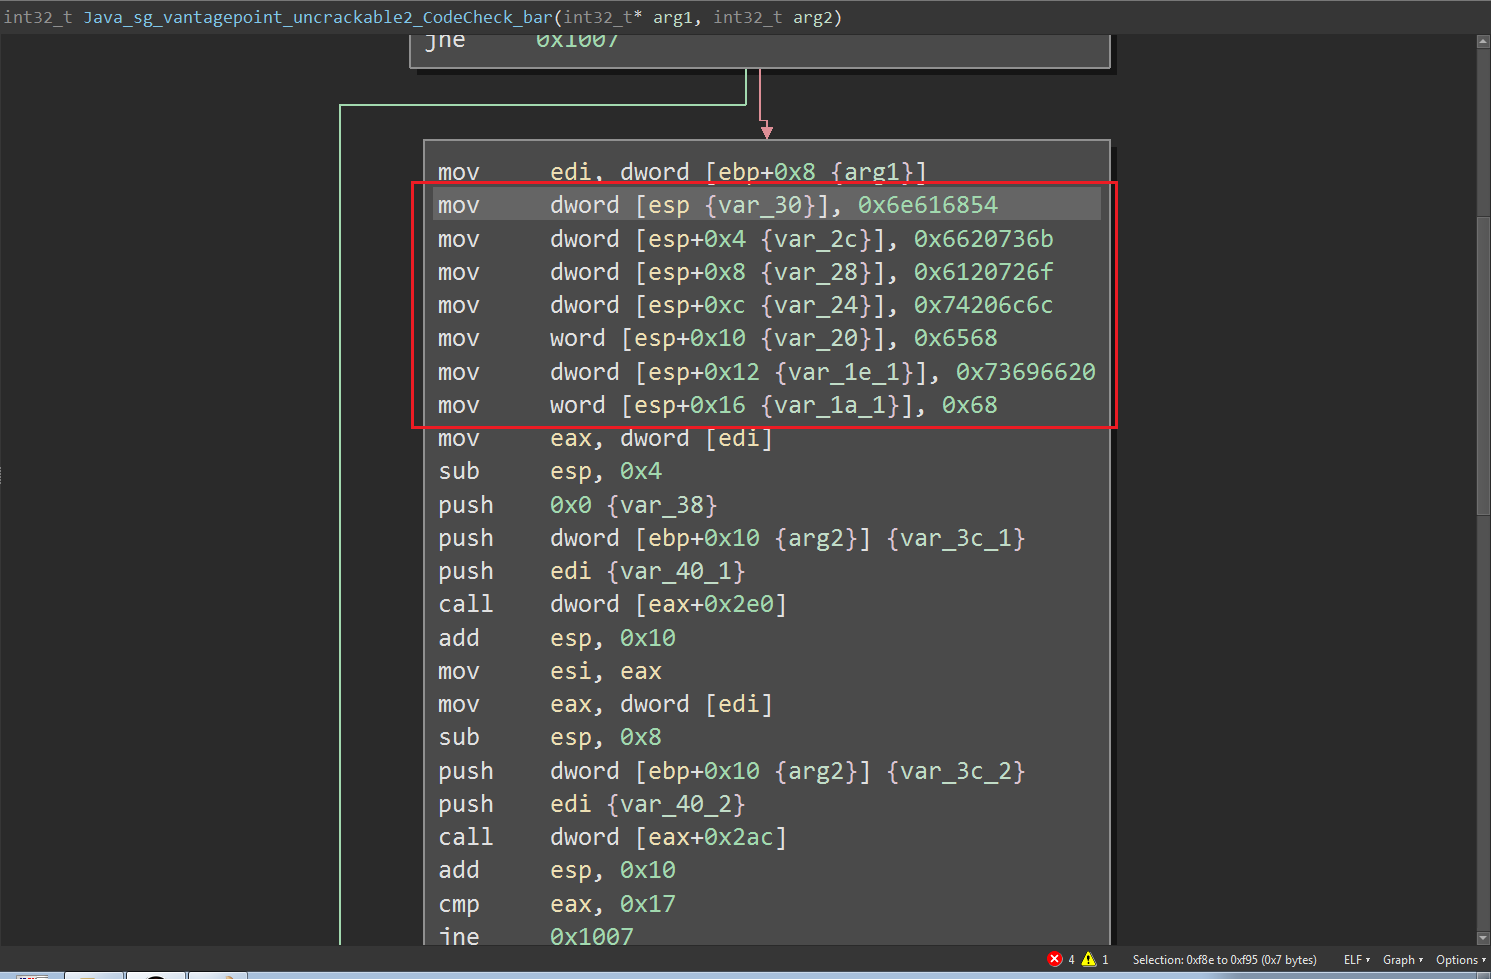 int32_t Java_sg_vantagepoint_uncrackable2_CodeCheck_bar(int32_t* arg1, int32_t arg2)
jne 0x1007
mov edi, dword [ebp+0x8 {arg1}]
mov dword [esp {var_30}], 0x6e616854
mov dword [esp+0x4 {var_2c}], 0x6620736b
mov dword [esp+0x8 {var_28}], 0x6120726f
mov dword [esp+0xc {var_24}], 0x74206c6c
mov word [esp+0x10 {var_20}], 0x6568
mov dword [esp+0x12 {var_1e_1}], 0x73696620
mov word [esp+0x16 {var_1a_1}], 0x68
mov eax, dword [edi]
sub esp, 0x4
push 0x0 {var_38}
push dword [ebp+0x10 {arg2}] {var_3c_1}
push edi {var_40_1}
call dword [eax+0x2e0]
add esp, 0x10
mov esi, eax
mov eax, dword [edi]
sub esp, 0x8
push dword [ebp+0x10 {arg2}] {var_3c_2}
push edi {var_40_2}
call dword [eax+0x2ac]
add esp, 0x10
cmp eax, 0x17
jne 0x1007
4 1 Selection: 0xf8e to 0xf95 (0x7 bytes) ELF Graph Options